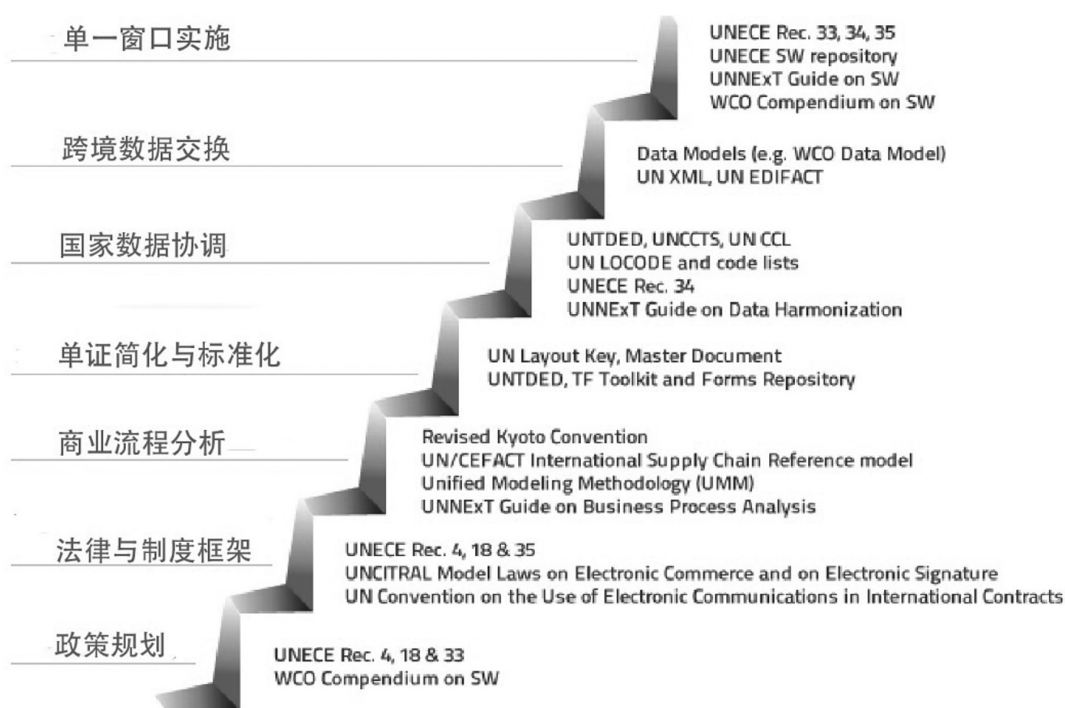 单一窗口实施
UNECE Rec. 33, 34, 35
UNECE SW repository
UNNExT Guide on SW
WCO Compendium on SW
跨境数据交换
Data Models (e.g. WCO Data Model)
UN XML, UN EDIFACT
国家数据协调
UNTDED, UNCCTS, UN CCL
UN LOCODE and code lists
UNECE Rec. 34
UNNExT Guide on Data Harmonization
单证简化与标准化
UN Layout Key, Master Document
UNTDED, TF Toolkit and Forms Repository
商业流程分析
Revised Kyoto Convention
UN/CEFACT International Supply Chain Reference model
Unified Modeling Methodology (UMM)
UNNExT Guide on Business Process Analysis
法律与制度框架
UNECE Rec. 4, 18 & 35
UNCITRAL Model Laws on Electronic Commerce and on Electronic Signature
UN Convention on the Use of Electronic Communications in International Contracts
政策规划
UNECE Rec. 4, 18 & 33
WCO Compendium on SW